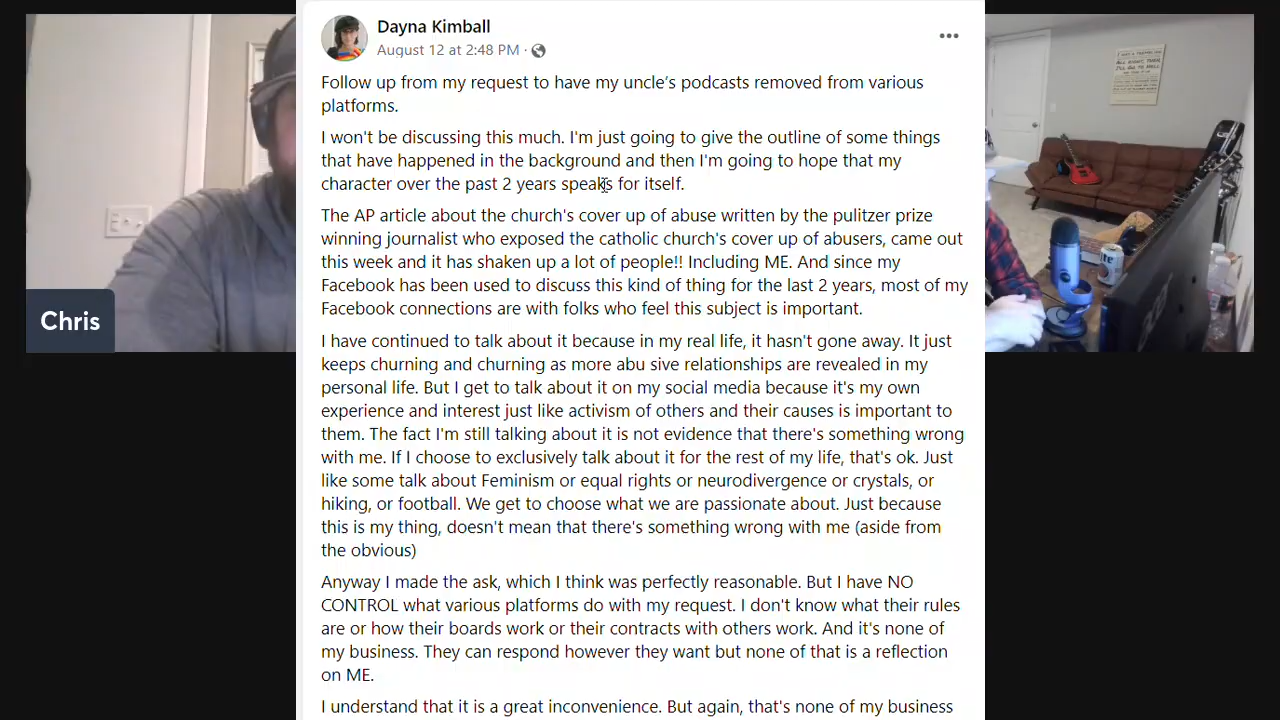 Dayna Kimball
August 12 at 2:48 PM ·
Follow up from my request to have my uncle's podcasts removed from various
platforms.
I won't be discussing this much. I'm just going to give the outline of some things
that have happened in the background and then I'm going to hope that my
character over the past 2 years speaks for itself.
The AP article about the church's cover up of abuse written by the pulitzer prize
winning journalist who exposed the catholic church's cover up of abusers, came out
this week and it has shaken up a lot of people!! Including ME. And since my
Facebook has been used to discuss this kind of thing for the last 2 years, most of my
Facebook connections are with folks who feel this subject is important.
Chris
I have continued to talk about it because in my real life, it hasn't gone away. It just
keeps churning and churning as more abu sive relationships are revealed in my
personal life. But I get to talk about it on my social media because it's my own
experience and interest just like activism of others and their causes is important to
them. The fact I'm still talking about it is not evidence that there's something wrong
with me. If I choose to exclusively talk about it for the rest of my life, that's ok. Just
like some talk about Feminism or equal rights or neurodivergence or crystals, or
hiking, or football. We get to choose what we are passionate about. Just because
this is my thing, doesn't mean that there's something wrong with me (aside from
the obvious)
Anyway I made the ask, which I think was perfectly reasonable. But I have NO
CONTROL what various platforms do with my request. I don't know what their rules
are or how their boards work or their contracts with others work. And it's none of
my business. They can respond however they want but none of that is a reflection
on ME.
I understand that it is a great inconvenience. But again, that's none of my business